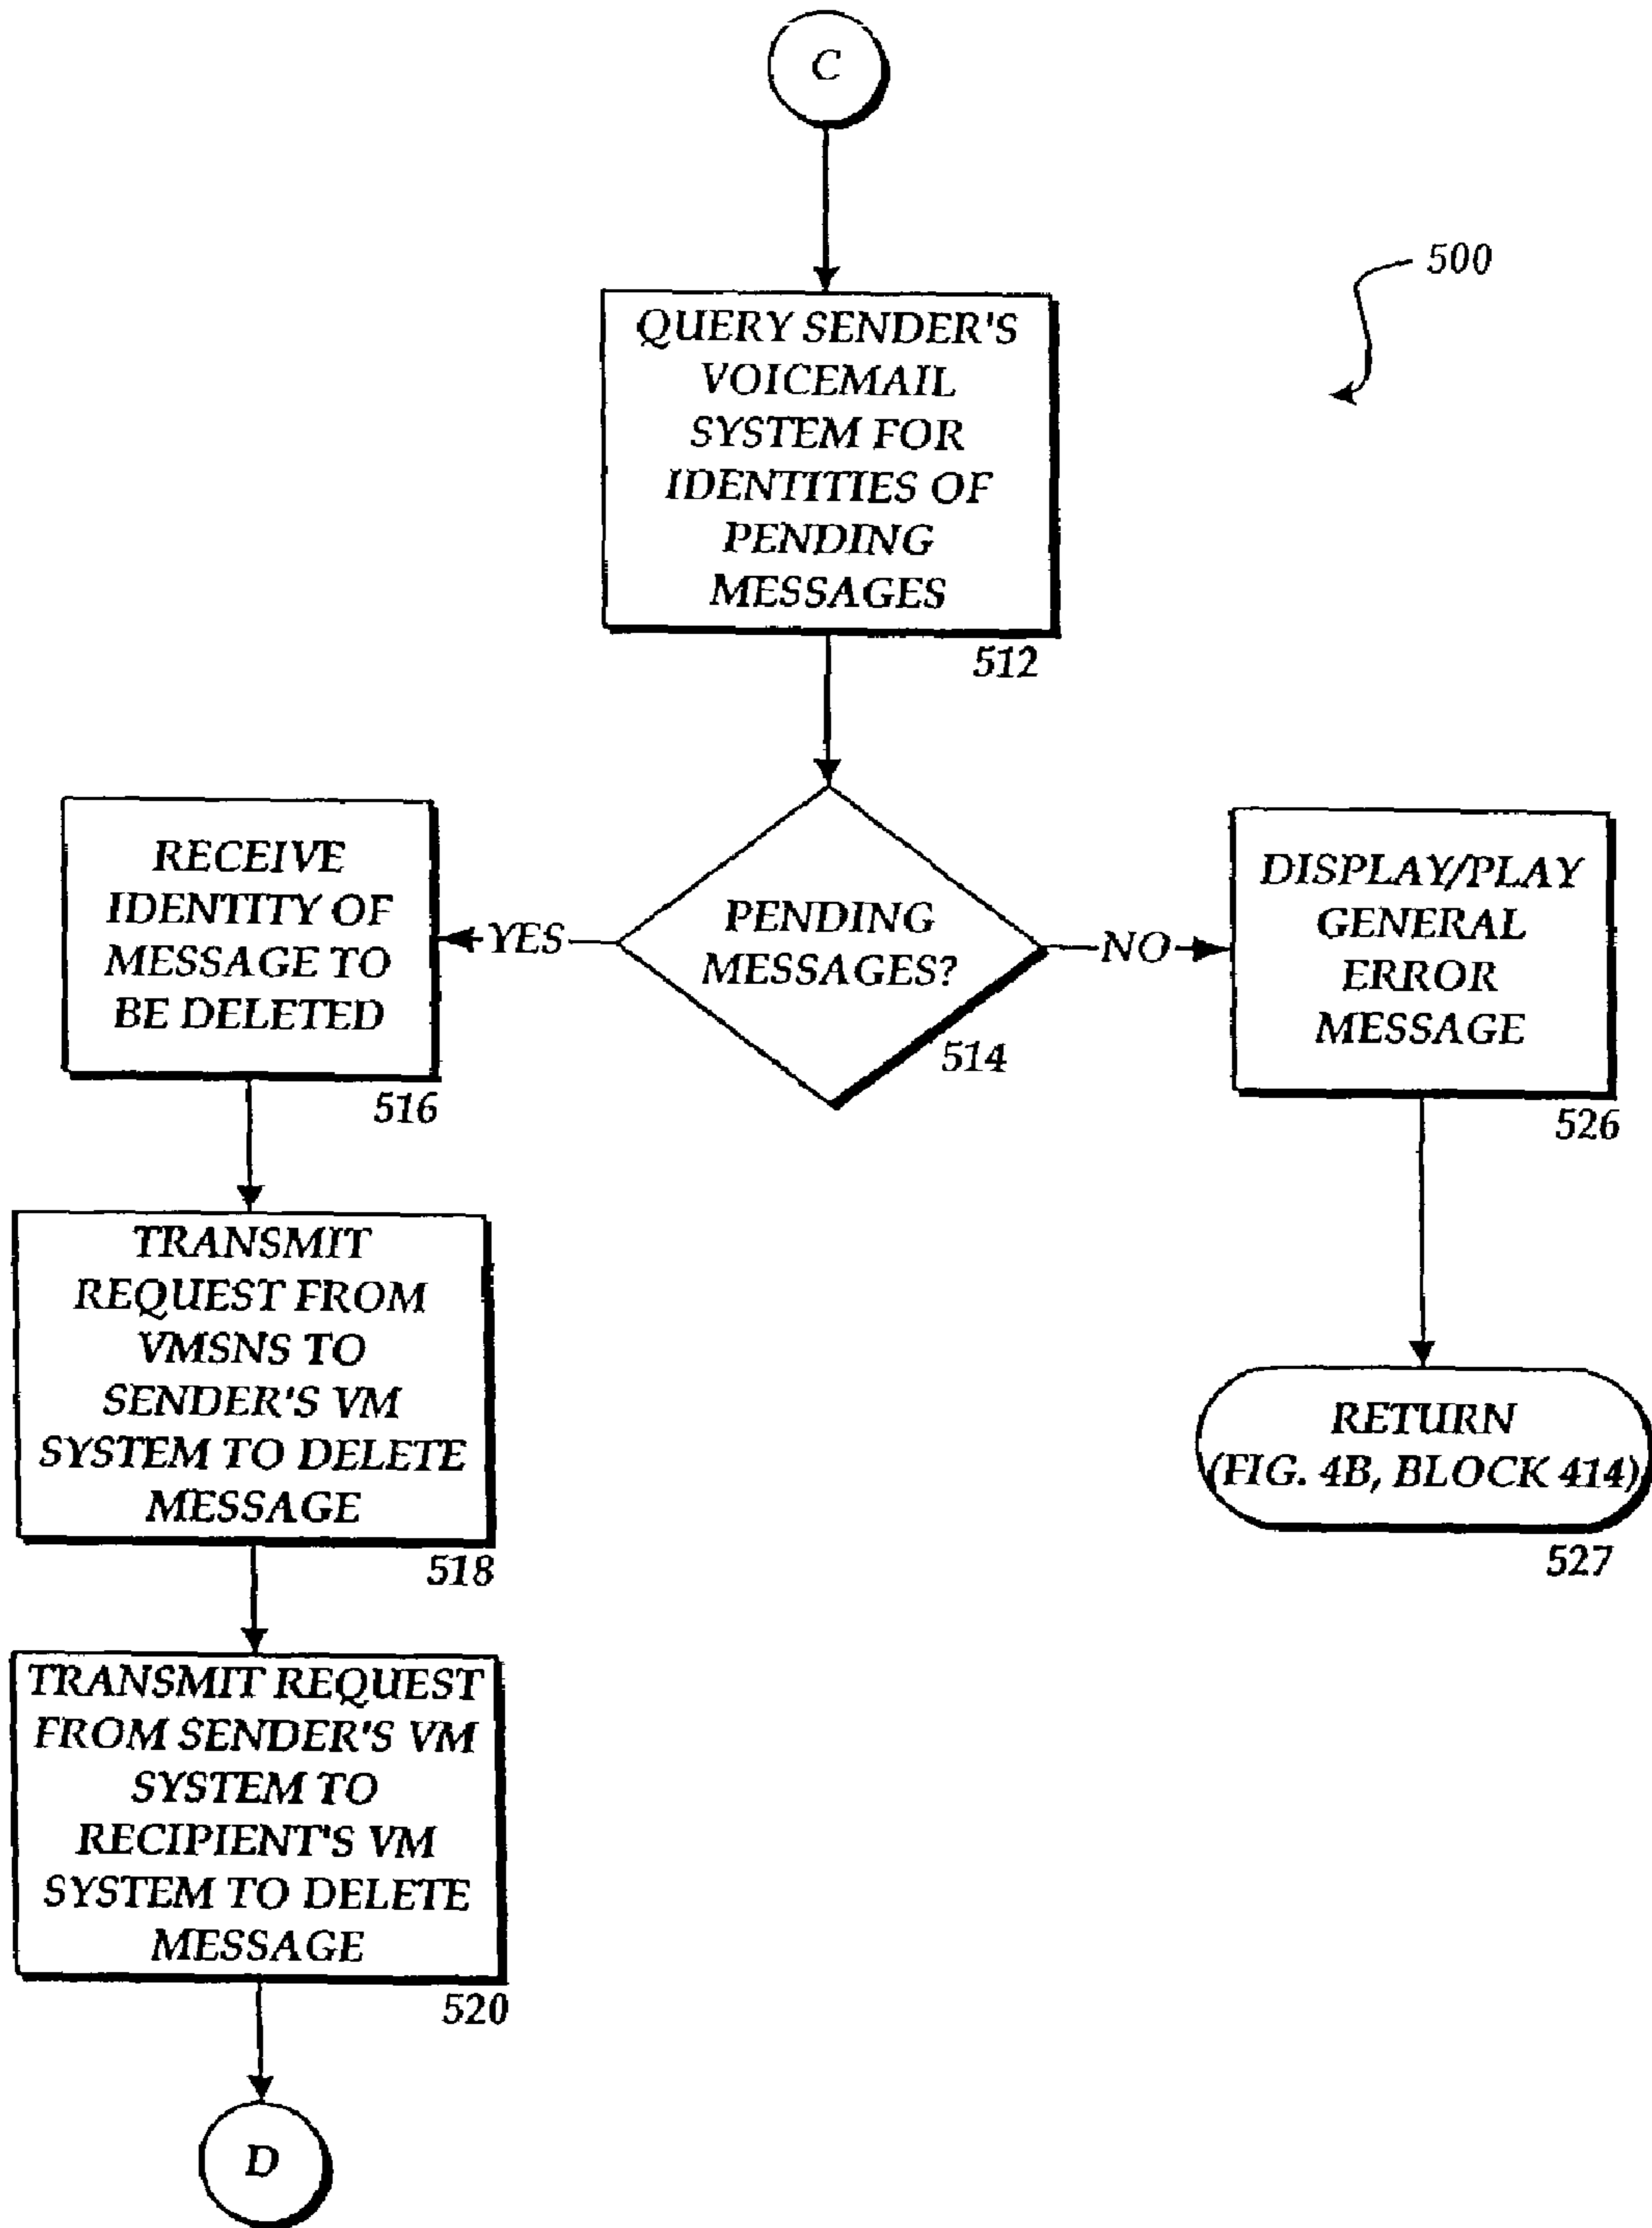 C
500
QUERY SENDER'S
VOICEMAIL
SYSTEM FOR
IDENTITIES OF
PENDING
MESSAGES
512
PENDING
MESSAGES?
514
YES
NO
RECEIVE
IDENTITY OF
MESSAGE TO
BE DELETED
516
DISPLAY/PLAY
GENERAL
ERROR
MESSAGE
526
TRANSMIT
REQUEST FROM
VMSNS TO
SENDER'S VM
SYSTEM TO DELETE
MESSAGE
518
RETURN
(FIG. 4B, BLOCK 414)
527
TRANSMIT REQUEST
FROM SENDER'S VM
SYSTEM TO
RECIPIENT'S VM
SYSTEM TO DELETE
MESSAGE
520
D